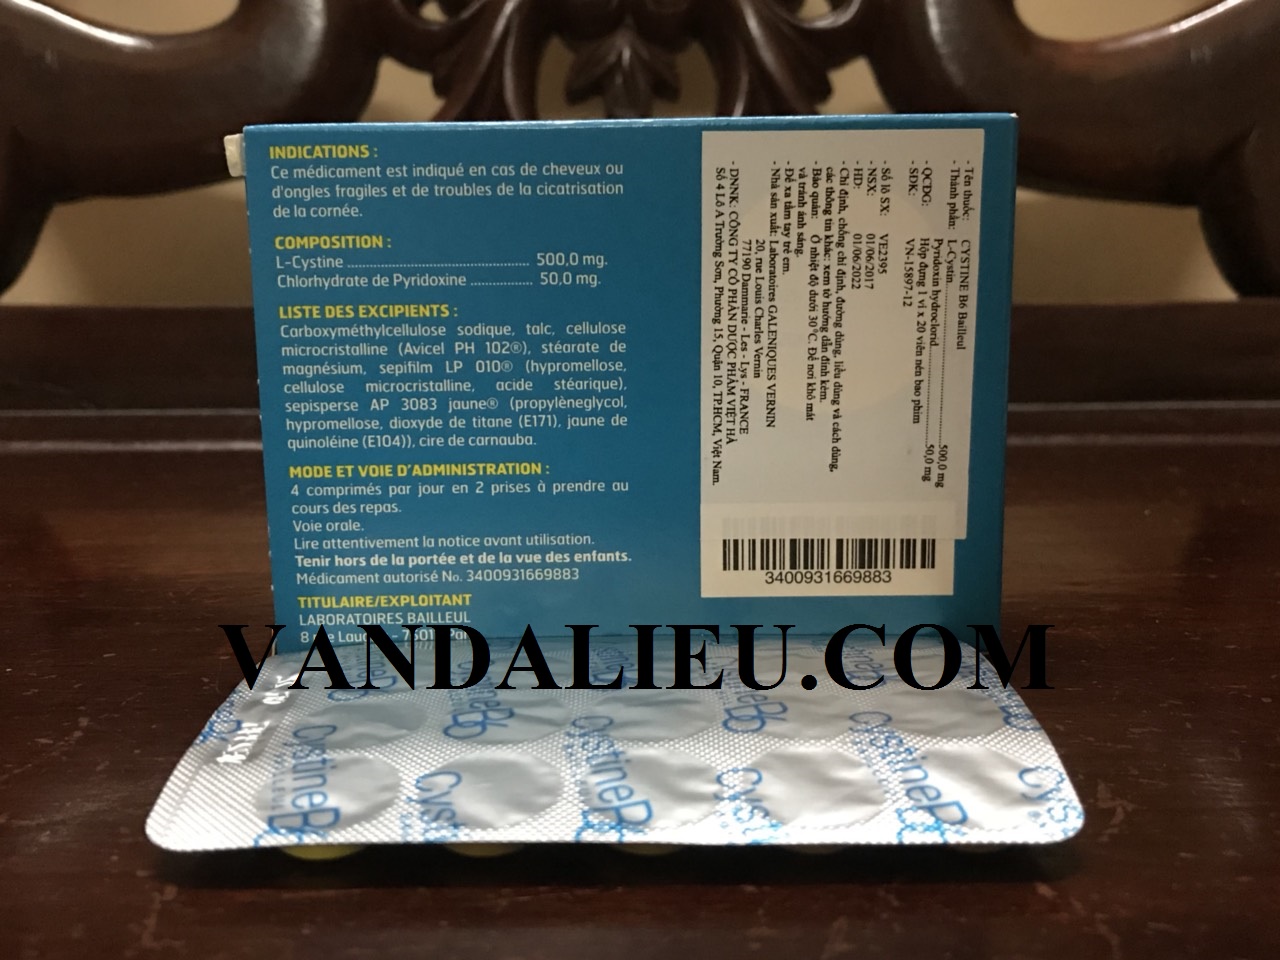 INDICATIONS :
Ce médicament est indiqué en cas de cheveux ou
d'ongles fragiles et de troubles de la cicatrisation
de la cornée.
COMPOSITION :
L-Cystine ........................................... 500,0 mg.
Chlorhydrate de Pyridoxine ............... 50,0 mg.
LISTE DES EXCIPIENTS :
Carboxyméthylcellulose sodique, talc, cellulose
microcristalline (Avicel PH 102®), stéarate de
magnésium, sepifilm LP 010® (hypromellose,
cellulose microcristalline, acide stéarique),
sepisperse AP 3083 jaune® (propylèneglycol,
hypromellose, dioxyde de titane (E171), jaune de
quinoléine (E104)), cire de carnauba.
MODE ET VOIE D'ADMINISTRATION :
4 comprimés par jour en 2 prises à prendre au
cours des repas.
Voie orale.
Lire attentivement la notice avant utilisation.
Tenir hors de la portée et de la vue des enfants.
Médicament autorisé No. 3400931669883
TITULAIRE/EXPLOITANT
LABORATOIRES BAILLEUL
- Tên thuốc: CYSTINE B6 Bailleul
- Thành phần: L-Cystin..........................................500,0 mg
Pyridoxin hydroclorid..........................50,0 mg
- QCĐG: Hộp đựng 1 vỉ x 20 viên nén bao phim
- SĐK: VN-15897-12
- Số lô SX: VE2395
- NSX: 01/06/2017
- HD: 01/06/2022
- Chỉ định, chống chỉ định, đường dùng, liều dùng và cách dùng,
các thông tin khác: xem tờ hướng dẫn đính kèm.
- Bảo quản: Ở nhiệt độ dưới 30°C. Để nơi khô mát
và tránh ánh sáng.
- Để xa tầm tay trẻ em.
- Nhà sản xuất: Laboratoires GALENIQUES VERNIN
20, rue Louis Charles Vernin
77190 Dammarie - Les - Lys - FRANCE
- DNNK: CÔNG TY CỔ PHẦN DƯỢC PHẨM VIỆT HÀ
Số 4 Lô A Trường Sơn, Phường 15, Quận 10, TP.HCM, Việt Nam.
3400931669883
VANDALIEU.COM
CystineB6
CystineB6
CystineB6